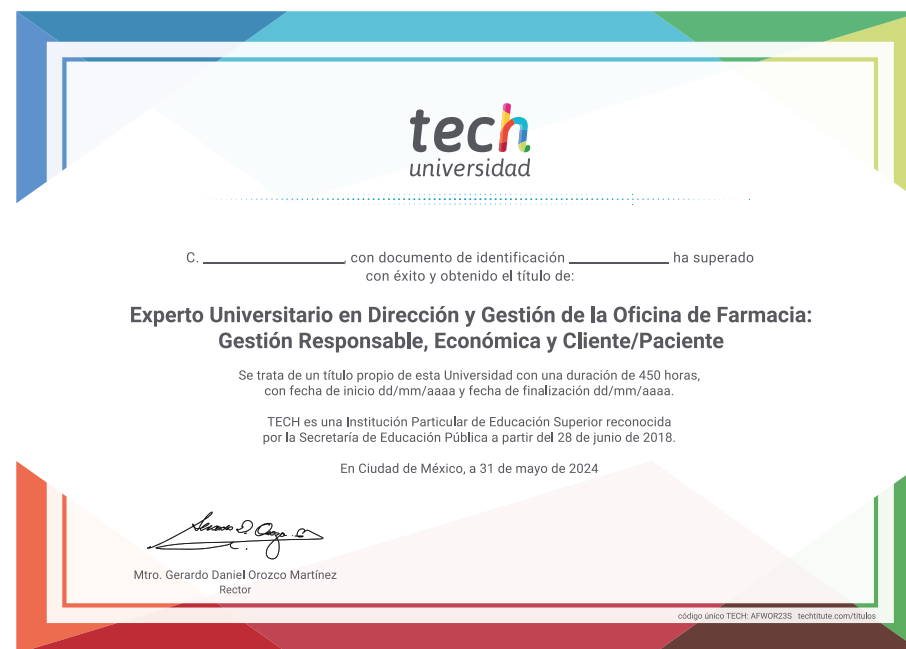 tech
universidad
C. ____________________, con documento de identificación ______________ ha superado
con éxito y obtenido el título de:
Experto Universitario en Dirección y Gestión de la Oficina de Farmacia:
Gestión Responsable, Económica y Cliente/Paciente
Se trata de un título propio de esta Universidad con una duración de 450 horas,
con fecha de inicio dd/mm/aaaa y fecha de finalización dd/mm/aaaa.
TECH es una Institución Particular de Educación Superior reconocida
por la Secretaría de Educación Pública a partir del 28 de junio de 2018.
En Ciudad de México, a 31 de mayo de 2024
Mtro. Gerardo Daniel Orozco Martínez
Rector
código único TECH: AFWOR23S techtitute.com/titulos